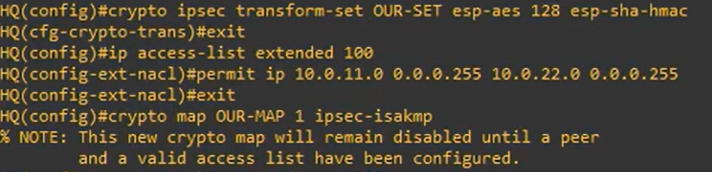 HQ(config)#crypto ipsec transform-set OUR-SET esp-aes 128 esp-sha-hmac
HQ(cfg-crypto-trans)#exit
HQ(config)#ip access-list extended 100
HQ(config-ext-nacl)#permit ip 10.0.11.0 0.0.0.255 10.0.22.0 0.0.0.255
HQ(config-ext-nacl)#exit
HQ(config)#crypto map OUR-MAP 1 ipsec-isakmp
% NOTE: This new crypto map will remain disabled until a peer
and a valid access list have been configured.